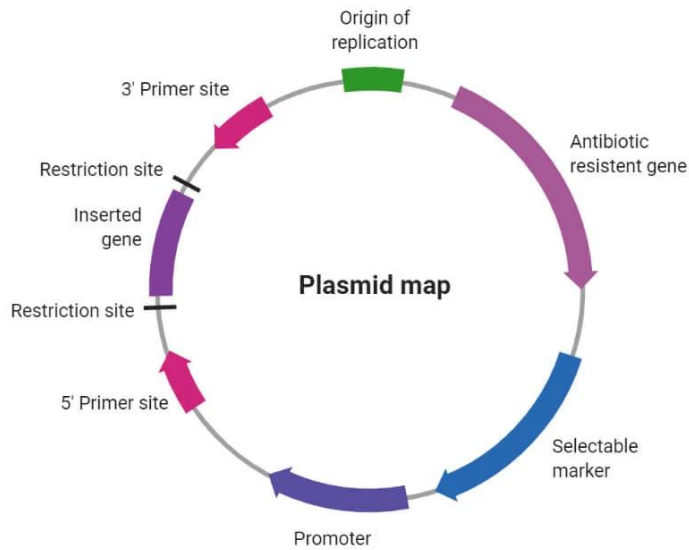 Origin of
replication
3' Primer site
Antibiotic
resistent gene
Restriction site
Inserted
gene
Plasmid map
Restriction site
5' Primer site
Selectable
marker
Promoter